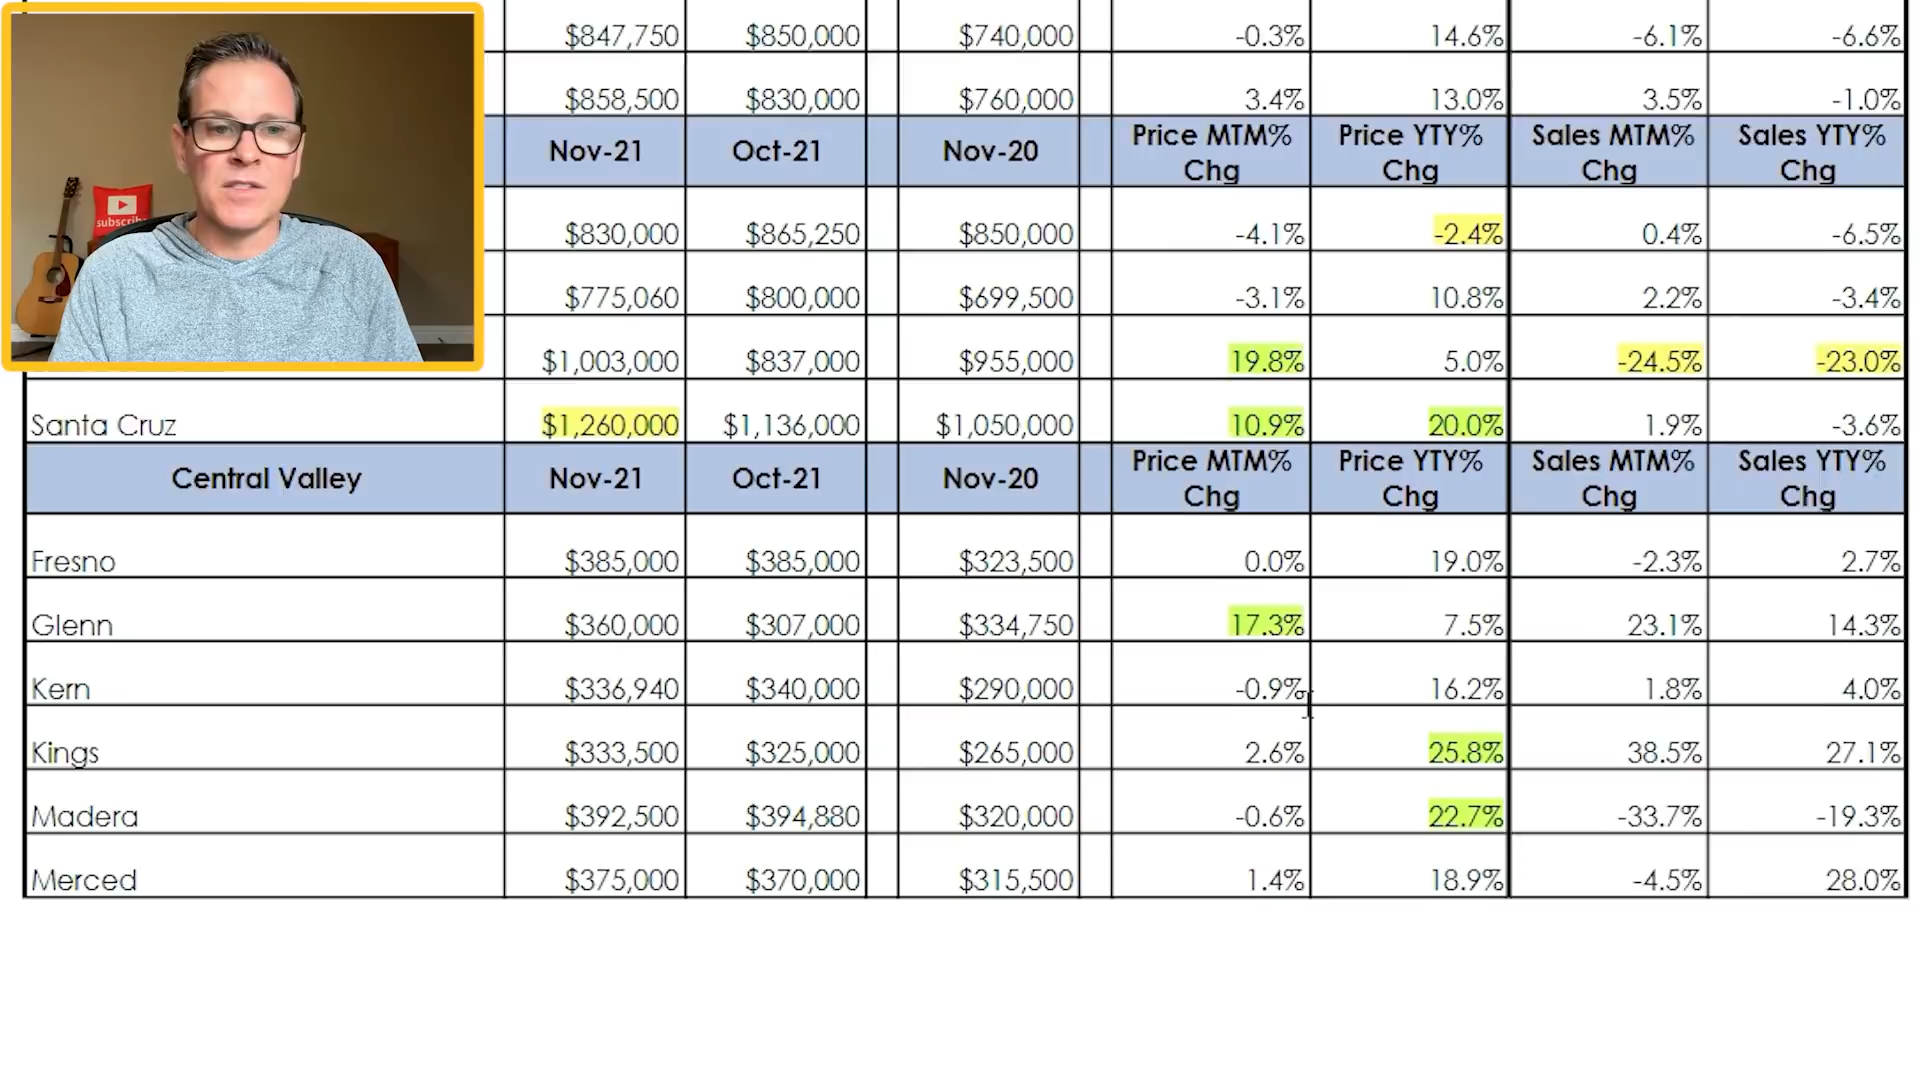 $847,750 $850,000 $740,000 -0.3% 14.6% -6.1% -6.6%
$858,500 $830,000 $760,000 3.4% 13.0% 3.5% -1.0%
Nov-21 Oct-21 Nov-20 Price MTM% Chg Price YTY% Chg Sales MTM% Chg Sales YTY% Chg
$830,000 $865,250 $850,000 -4.1% -2.4% 0.4% -6.5%
$775,060 $800,000 $699,500 -3.1% 10.8% 2.2% -3.4%
$1,003,000 $837,000 $955,000 19.8% 5.0% -24.5% -23.0%
Santa Cruz $1,260,000 $1,136,000 $1,050,000 10.9% 20.0% 1.9% -3.6%
Central Valley Nov-21 Oct-21 Nov-20 Price MTM% Chg Price YTY% Chg Sales MTM% Chg Sales YTY% Chg
Fresno $385,000 $385,000 $323,500 0.0% 19.0% -2.3% 2.7%
Glenn $360,000 $307,000 $334,750 17.3% 7.5% 23.1% 14.3%
Kern $336,940 $340,000 $290,000 -0.9% 16.2% 1.8% 4.0%
Kings $333,500 $325,000 $265,000 2.6% 25.8% 38.5% 27.1%
Madera $392,500 $394,880 $320,000 -0.6% 22.7% -33.7% -19.3%
Merced $375,000 $370,000 $315,500 1.4% 18.9% -4.5% 28.0%